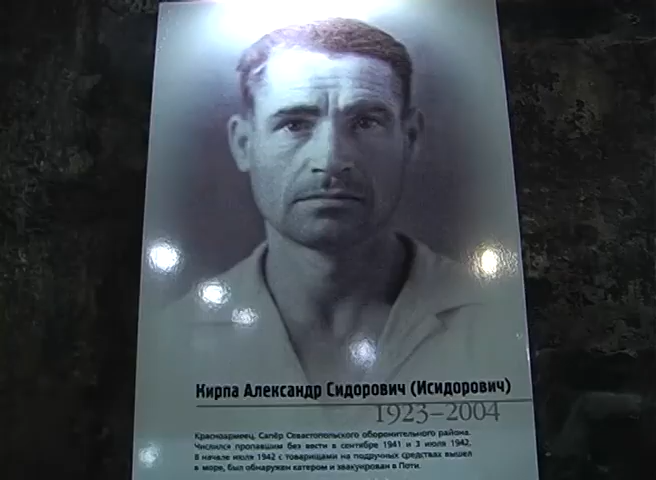 Кирпа Александр Сидорович (Исидорович)
1923–2004
Красноармеец. Сапёр Севастопольского оборонительного района.
Числился пропавшим без вести в сентябре 1941 и 3 июля 1942.
В начале июля 1942 с товарищами на подручных средствах вышел
в море, был обнаружен катером и эвакуирован в Поти.